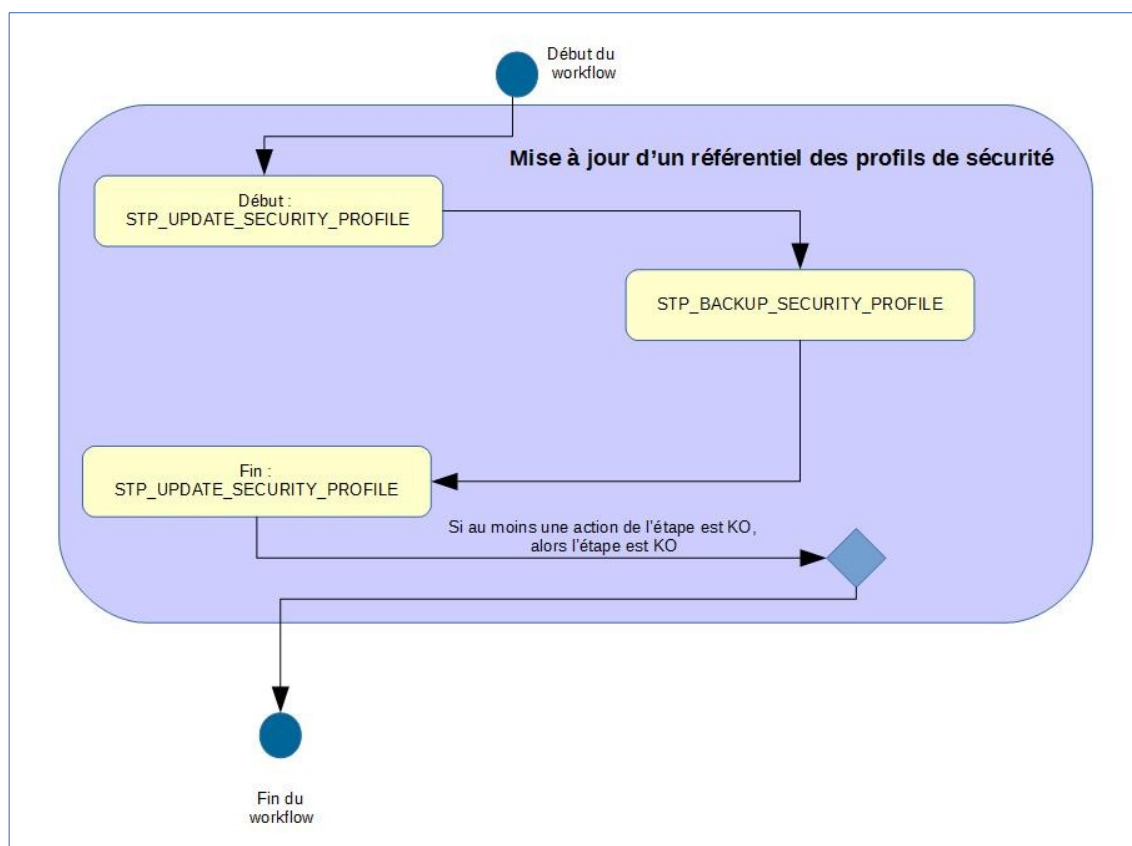 Début du
workflow
Mise à jour d’un référentiel des profils de sécurité
Début :
STP_UPDATE_SECURITY_PROFILE
STP_BACKUP_SECURITY_PROFILE
Fin :
STP_UPDATE_SECURITY_PROFILE
Si au moins une action de l’étape est KO,
alors l’étape est KO
Fin du
workflow